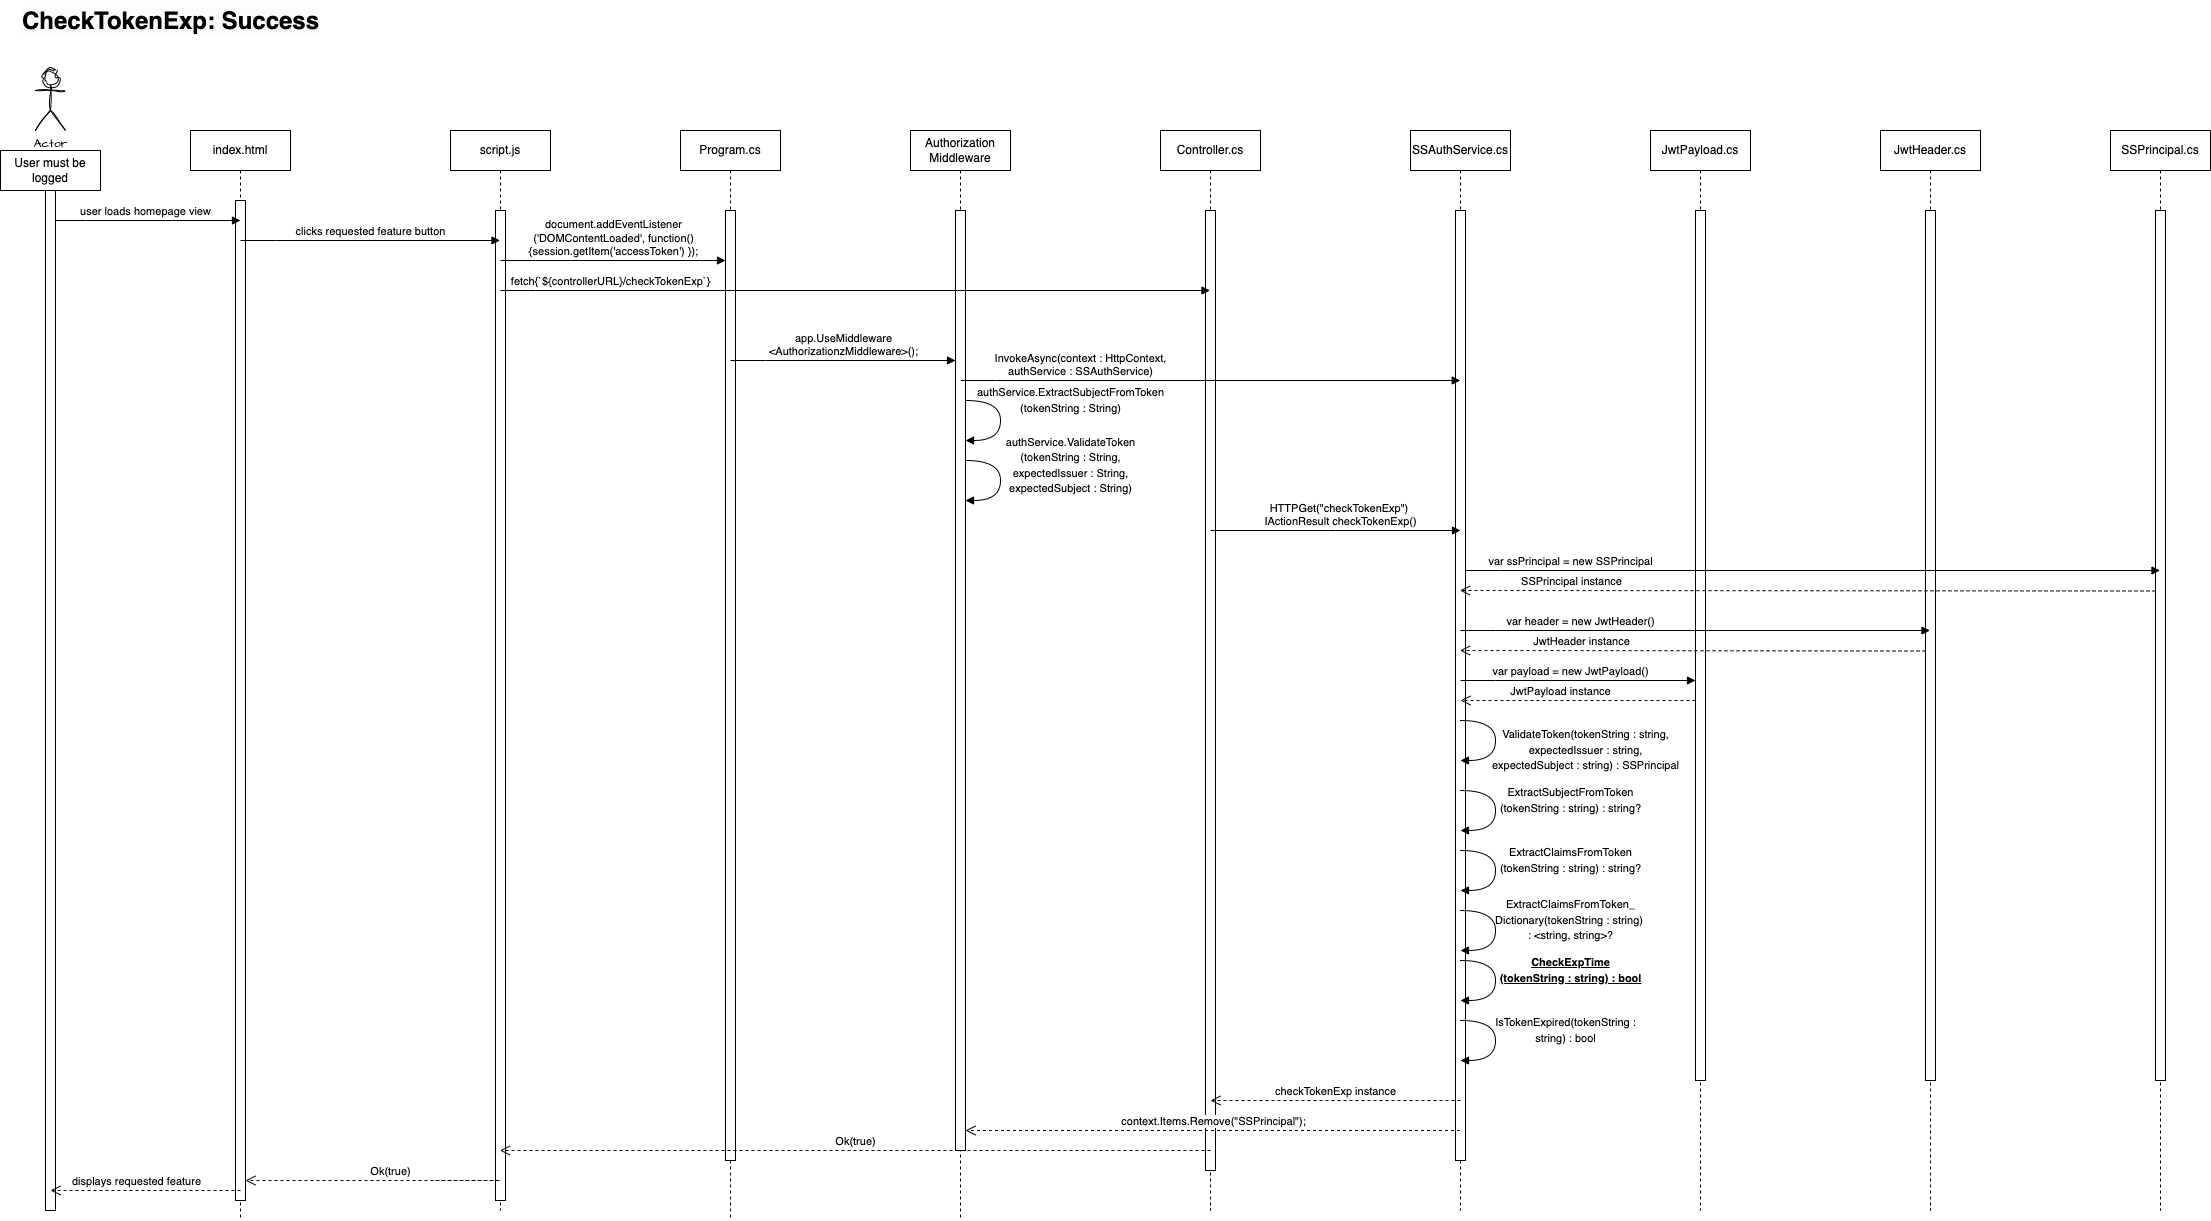 CheckTokenExp: Success
Actor
User must be
logged
index.html
script.js
Program.cs
Authorization
Middleware
Controller.cs
SSAuthService.cs
JwtPayload.cs
JwtHeader.cs
SSPrincipal.cs
user loads homepage view
clicks requested feature button
document.addEventListener
('DOMContentLoaded', function()
{session.getItem('accessToken') });
fetch{`${controllerURL}/checkTokenExp`}
app.UseMiddleware
<AuthorizationzMiddleware>();
InvokeAsync(context : HttpContext,
authService : SSAuthService)
authService.ExtractSubjectFromToken
(tokenString : String)
authService.ValidateToken
(tokenString : String,
expectedIssuer : String,
expectedSubject : String)
HTTPGet("checkTokenExp")
IActionResult checkTokenExp()
var ssPrincipal = new SSPrincipal
SSPrincipal instance
var header = new JwtHeader()
JwtHeader instance
var payload = new JwtPayload()
JwtPayload instance
ValidateToken(tokenString : string,
expectedIssuer : string,
expectedSubject : string) : SSPrincipal
ExtractSubjectFromToken
(tokenString : string) : string?
ExtractClaimsFromToken
(tokenString : string) : string?
ExtractClaimsFromToken_
Dictionary(tokenString : string)
: <string, string>?
CheckExpTime
(tokenString : string) : bool
IsTokenExpired(tokenString :
string) : bool
checkTokenExp instance
context.Items.Remove("SSPrincipal");
Ok(true)
Ok(true)
displays requested feature